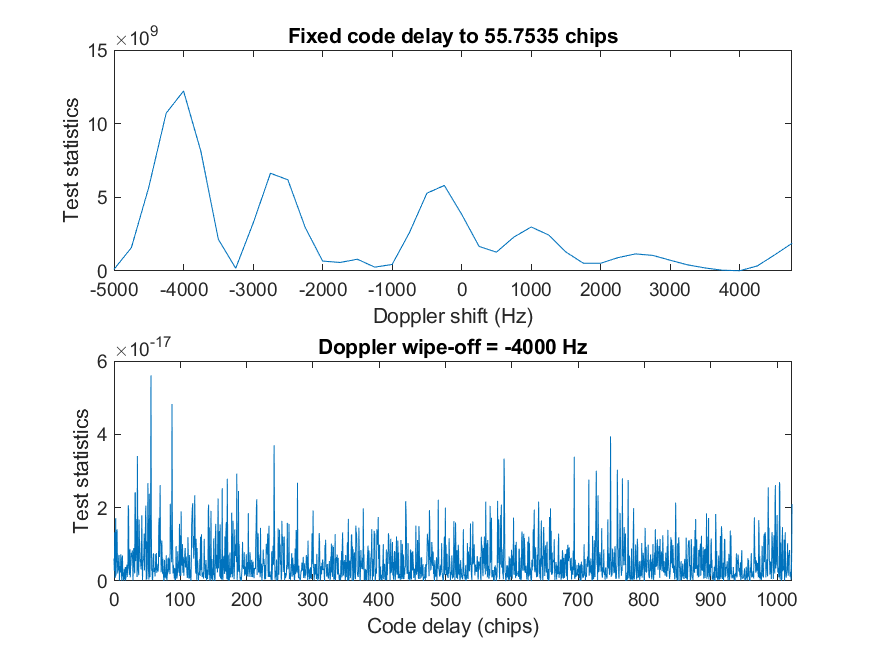 Fixed code delay to 55.7535 chips
×10^9
15
10
5
0
Test statistics
-5000 -4000 -3000 -2000 -1000 0 1000 2000 3000 4000
Doppler shift (Hz)
Doppler wipe-off = -4000 Hz
×10^-17
6
4
2
0
Test statistics
0 100 200 300 400 500 600 700 800 900 1000
Code delay (chips)